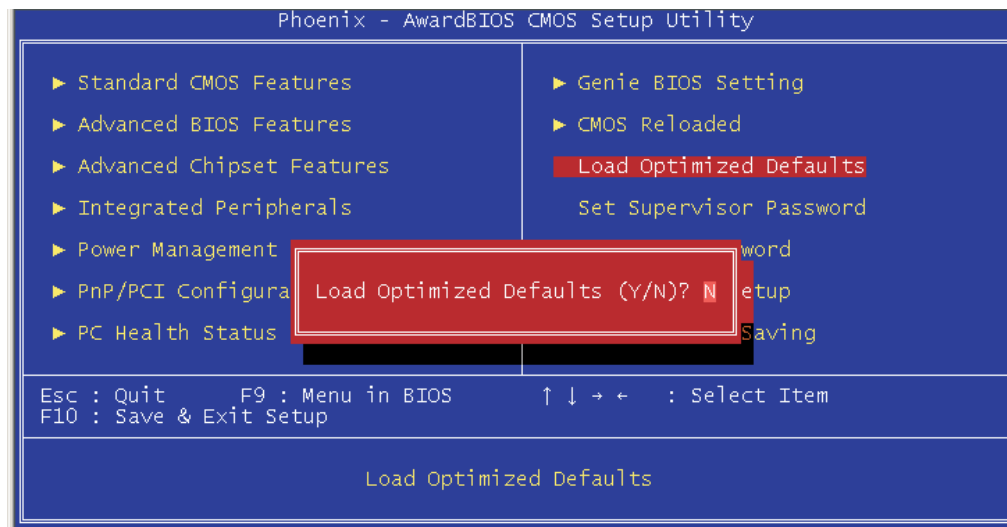 Phoenix - AwardBIOS CMOS Setup Utility
► Standard CMOS Features
► Advanced BIOS Features
► Advanced Chipset Features
► Integrated Peripherals
► Power Management
► PnP/PCI Configura
► PC Health Status
► Genie BIOS Setting
► CMOS Reloaded
Load Optimized Defaults
Set Supervisor Password
word
etup
Saving
Load Optimized Defaults (Y/N)? N
Esc : Quit F9 : Menu in BIOS ↑ ↓ → ← : Select Item
F10 : Save & Exit Setup
Load Optimized Defaults